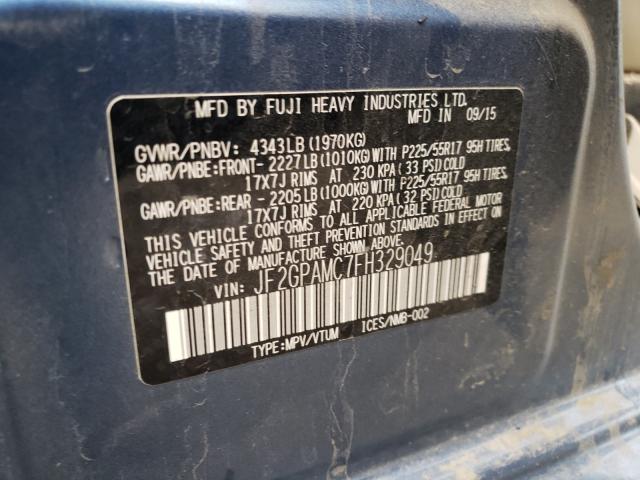 MFD BY FUJI HEAVY INDUSTRIES LTD.
MFD IN 09/15
GVWR/PNBV: 4343LB(1970KG)
GAWR/PNBE:FRONT-2227LB(1010KG)WITH P225/55R17 95H TIRES,
17X7J RIMS AT 230 KPA(33 PSI)COLD
GAWR/PNBE:REAR -2205LB(1000KG)WITH P225/55R17 95H TIRES,
17X7J RIMS AT 220 KPA(32 PSI)COLD
THIS VEHICLE CONFORMS TO ALL APPLICABLE FEDERAL MOTOR
VEHICLE SAFETY AND THEFT PREVENTION STANDARDS IN EFFECT ON
THE DATE OF MANUFACTURE SHOWN ABOVE.
VIN: JF2GPAMC7FH329049
TYPE:MPV/VTUM ICES/NMB-002